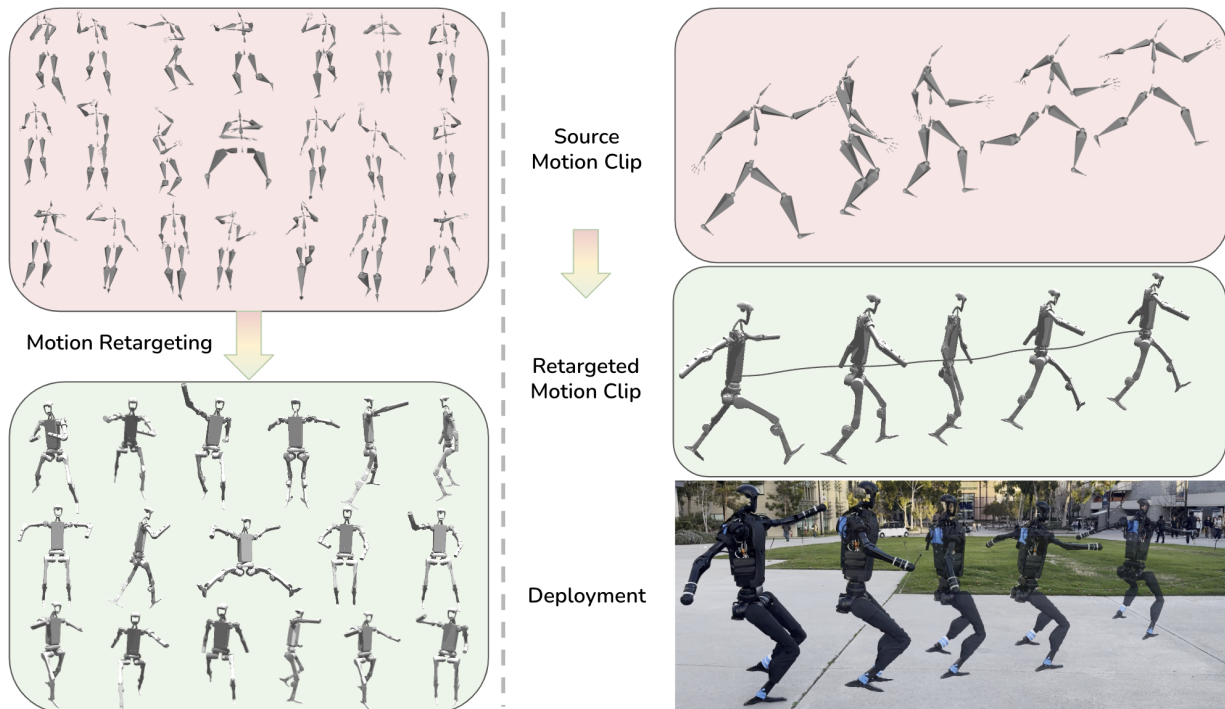 Motion Retargeting
Source
Motion Clip
Retargeted
Motion Clip
Deployment